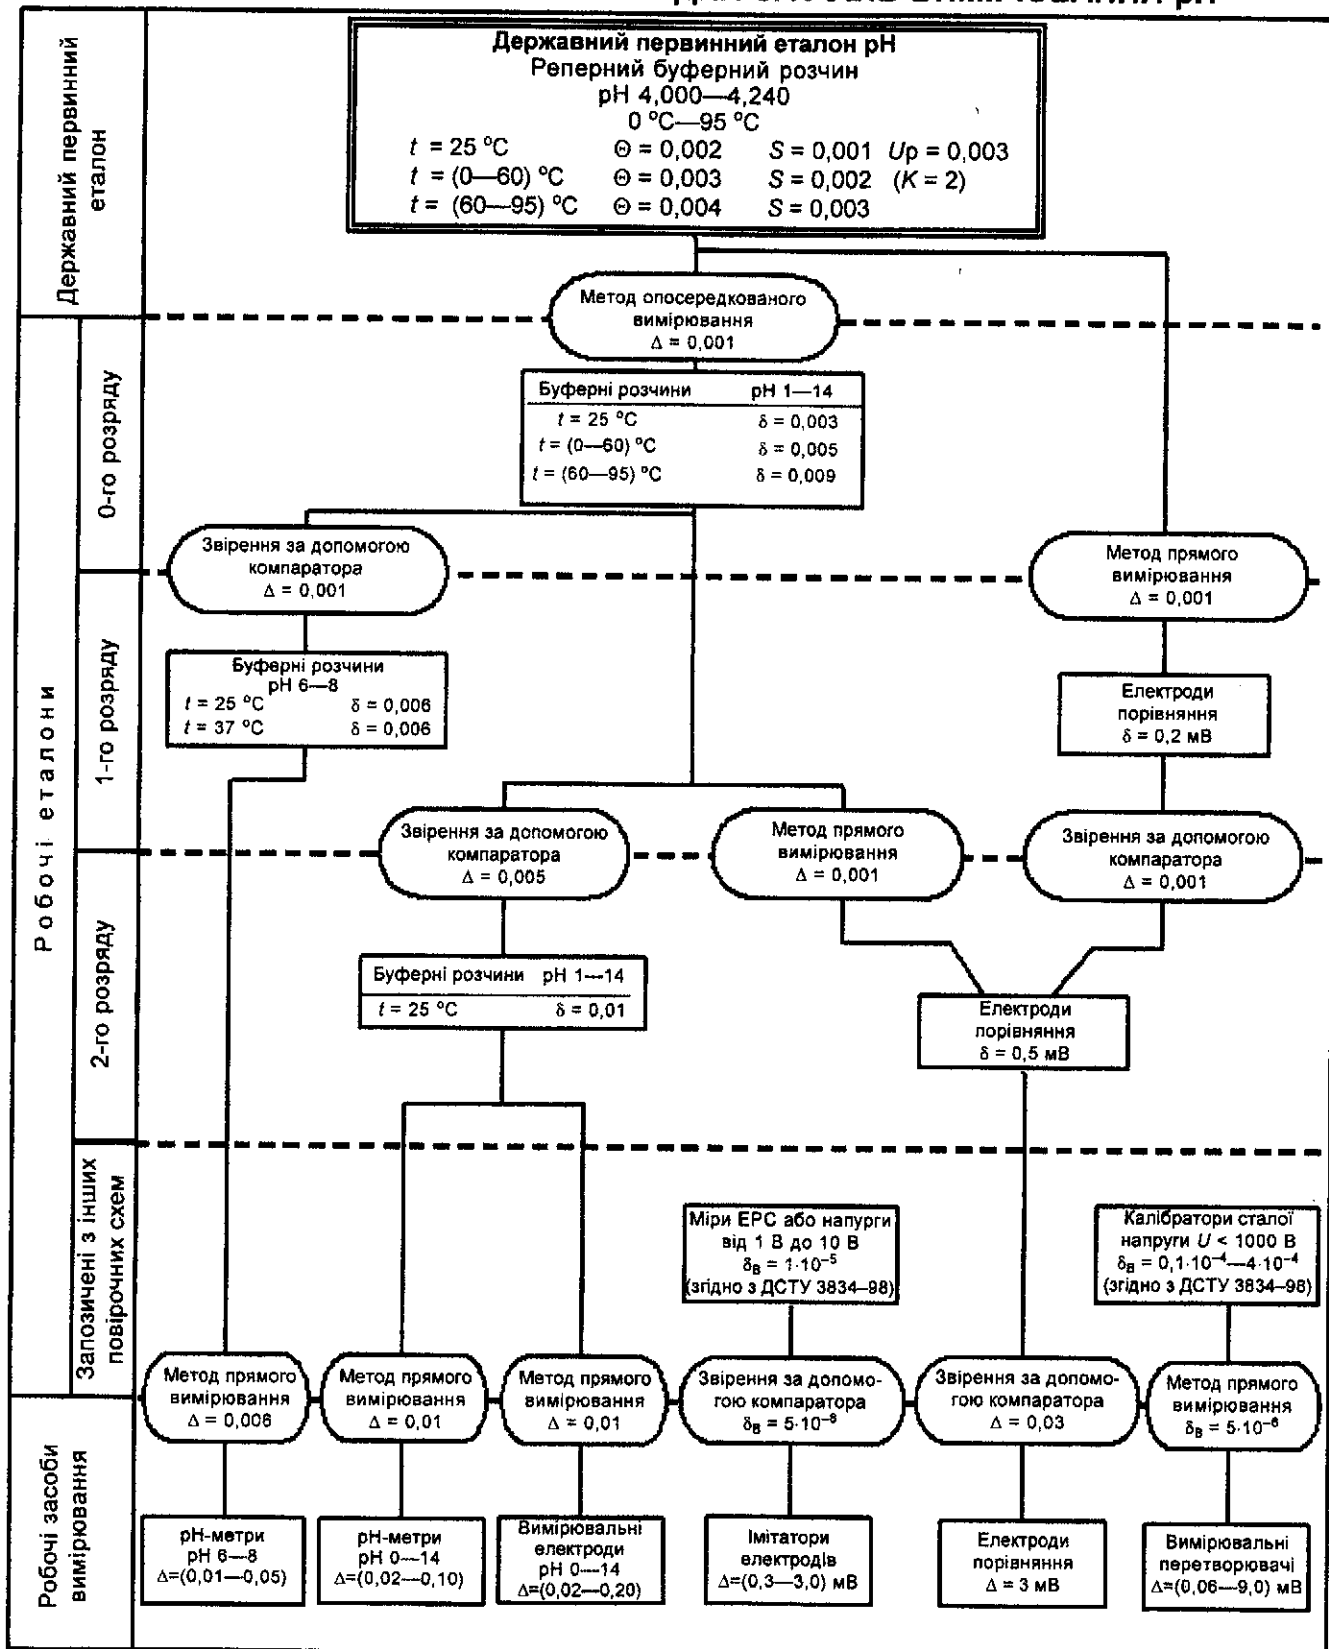 Державний первинний еталон pH
Реперний буферний розчин
pH 4,000—4,240
0 °C—95 °C
t = 25 °C Θ = 0,002 S = 0,001 Up = 0,003
t = (0—60) °C Θ = 0,003 S = 0,002 (K = 2)
t = (60—95) °C Θ = 0,004 S = 0,003
Державний первинний
еталон
Метод опосередкованого
вимірювання
Δ = 0,001
Робочі еталони
0-го розряду
Буферні розчини pH 1—14
t = 25 °C δ = 0,003
t = (0—60) °C δ = 0,005
t = (60—95) °C δ = 0,009
Звірення за допомогою
компаратора
Δ = 0,001
Метод прямого
вимірювання
Δ = 0,001
1-го розряду
Буферні розчини
pH 6—8
t = 25 °C δ = 0,006
t = 37 °C δ = 0,006
Електроди
порівняння
δ = 0,2 мВ
Звірення за допомогою
компаратора
Δ = 0,005
Метод прямого
вимірювання
Δ = 0,001
Звірення за допомогою
компаратора
Δ = 0,001
2-го розряду
Буферні розчини pH 1—14
t = 25 °C δ = 0,01
Електроди
порівняння
δ = 0,5 мВ
Запозичені з інших
повірочних схем
Міри ЕРС або напурги
від 1 В до 10 В
δВ = 1·10⁻⁵
(згідно з ДСТУ 3834–98)
Калібратори сталої
напруги U < 1000 В
δВ = 0,1·10⁻⁴—4·10⁻⁴
(згідно з ДСТУ 3834–98)
Метод прямого
вимірювання
Δ = 0,006
Метод прямого
вимірювання
Δ = 0,01
Метод прямого
вимірювання
Δ = 0,01
Звірення за допомо-
гою компаратора
δВ = 5·10⁻⁶
Звірення за допомо-
гою компаратора
Δ = 0,03
Метод прямого
вимірювання
δВ = 5·10⁻⁶
Робочі засоби
вимірювання
pH-метри
pH 6—8
Δ=(0,01—0,05)
pH-метри
pH 0—14
Δ=(0,02—0,10)
Вимірювальні
електроди
pH 0—14
Δ=(0,02—0,20)
Імітатори
електродів
Δ=(0,3—3,0) мВ
Електроди
порівняння
Δ = 3 мВ
Вимірювальні
перетворювачі
Δ=(0,06—9,0) мВ